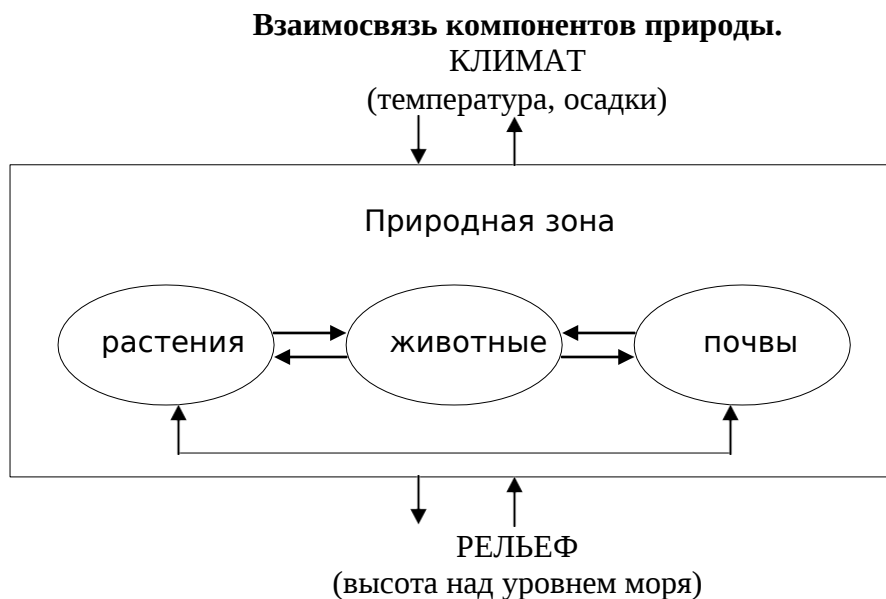 Взаимосвязь компонентов природы.
КЛИМАТ
(температура, осадки)
Природная зона
растения
животные
почвы
РЕЛЬЕФ
(высота над уровнем моря)